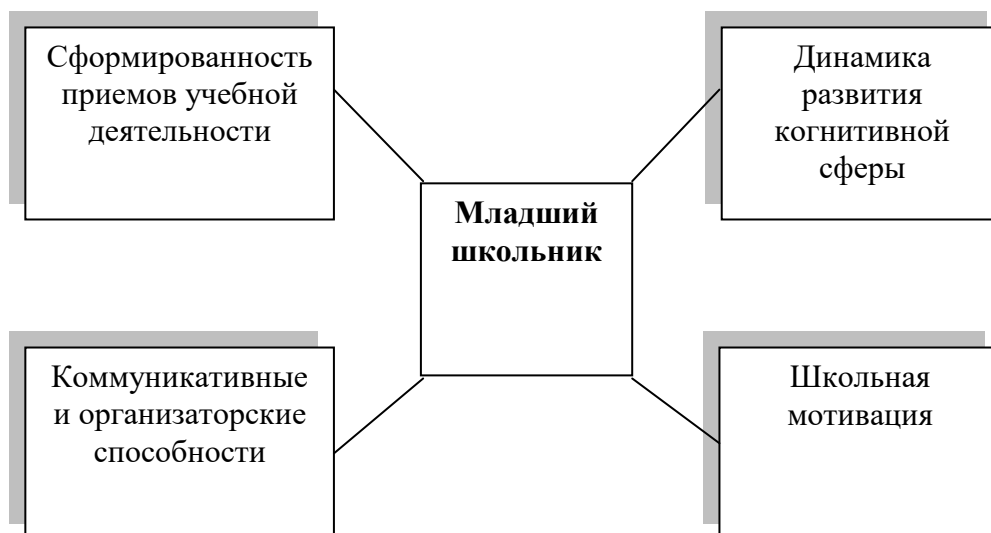 Сформированность
приемов учебной
деятельности
Динамика
развития
когнитивной
сферы
Младший
школьник
Коммуникативные
и организаторские
способности
Школьная
мотивация